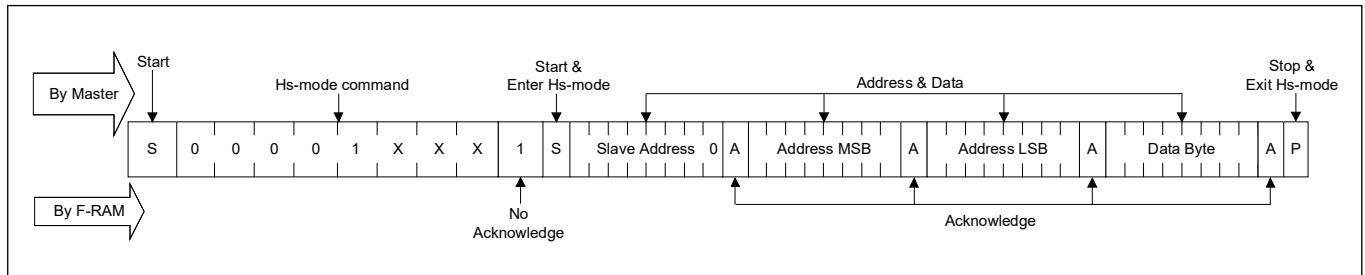 Start
Hs-mode command
Start &
Enter Hs-mode
Address & Data
Stop &
Exit Hs-mode
By Master
S 0 0 0 0 1 X X X 1 S Slave Address 0 A Address MSB A Address LSB A Data Byte A P
By F-RAM
No
Acknowledge
Acknowledge